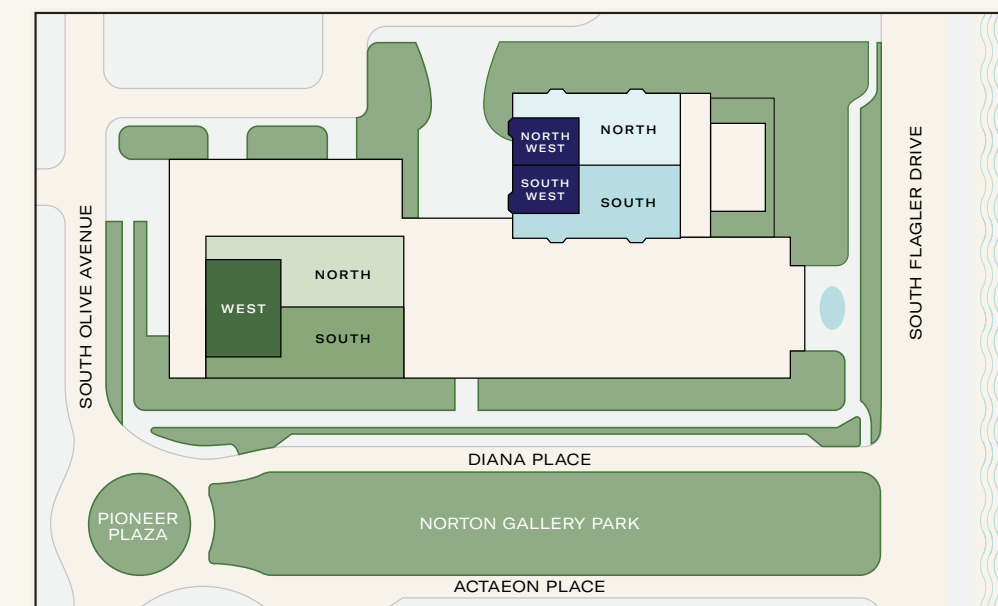 NORTH
NORTH
WEST
SOUTH
WEST
SOUTH
NORTH
WEST
SOUTH
SOUTH OLIVE AVENUE
SOUTH FLAGLER DRIVE
DIANA PLACE
PIONEER
PLAZA
NORTON GALLERY PARK
ACTAEON PLACE